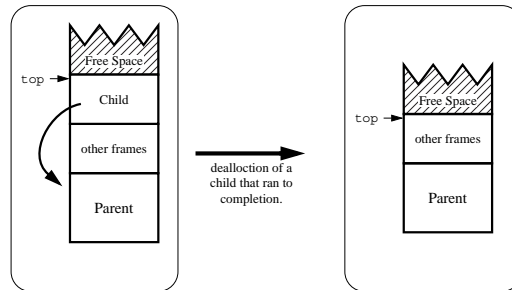 Free Space
top
Child
other frames
Parent
dealloction of a
child that ran to
completion.
Free Space
top
other frames
Parent